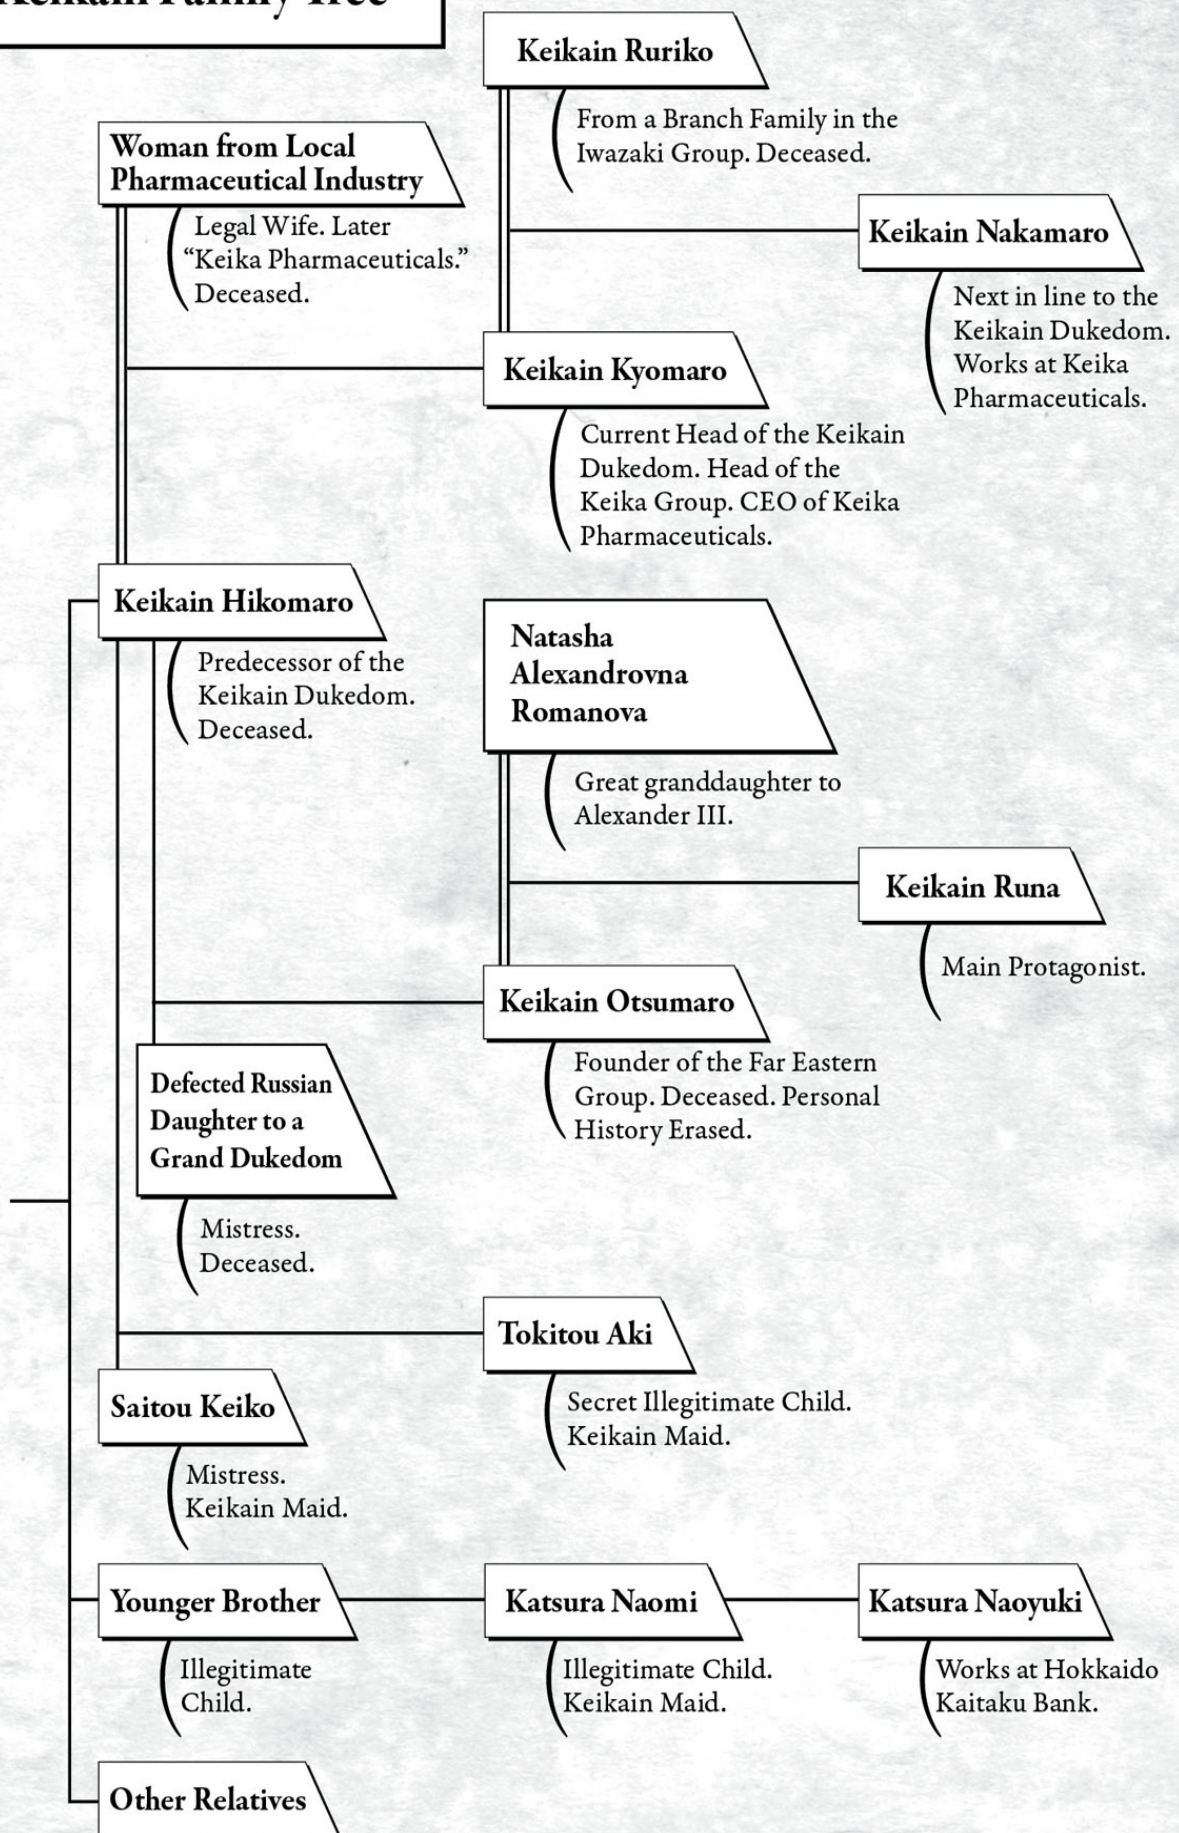 Keikain Family Tree
Keikain Ruriko
From a Branch Family in the
Iwazaki Group. Deceased.
Woman from Local
Pharmaceutical Industry
Legal Wife. Later
“Keika Pharmaceuticals.”
Deceased.
Keikain Nakamaro
Next in line to the
Keikain Dukedom.
Works at Keika
Pharmaceuticals.
Keikain Kyomaro
Current Head of the Keikain
Dukedom. Head of the
Keika Group. CEO of Keika
Pharmaceuticals.
Keikain Hikomaro
Predecessor of the
Keikain Dukedom.
Deceased.
Natasha
Alexandrovna
Romanova
Great granddaughter to
Alexander III.
Keikain Runa
Main Protagonist.
Keikain Otsumaro
Founder of the Far Eastern
Group. Deceased. Personal
History Erased.
Defected Russian
Daughter to a
Grand Dukedom
Mistress.
Deceased.
Tokitou Aki
Secret Illegitimate Child.
Keikain Maid.
Saitou Keiko
Mistress.
Keikain Maid.
Younger Brother
Illegitimate
Child.
Katsura Naomi
Illegitimate Child.
Keikain Maid.
Katsura Naoyuki
Works at Hokkaido
Kaitaku Bank.
Other Relatives